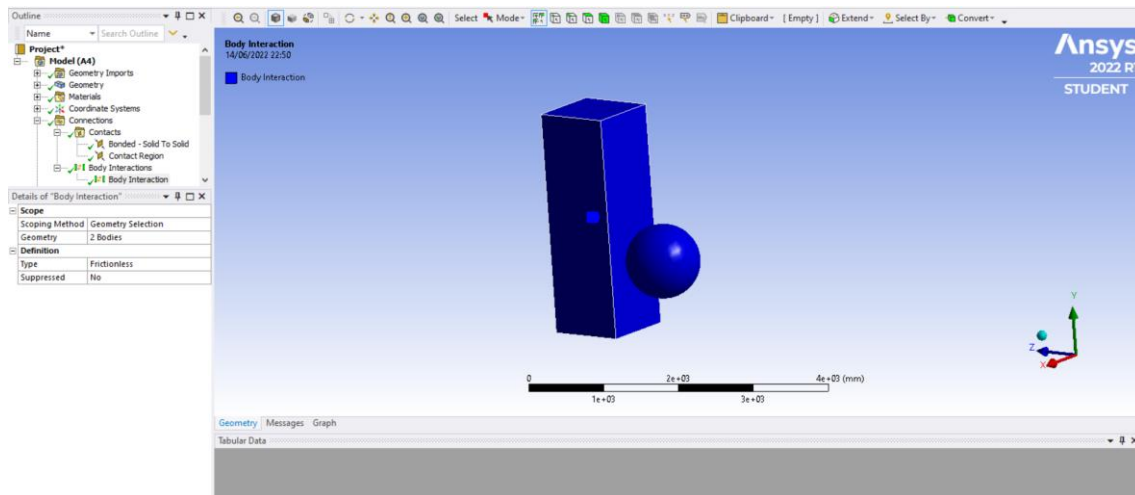 Outline
Name
Search Outline
Project*
Model (A4)
Geometry Imports
Geometry
Materials
Coordinate Systems
Connections
Contacts
Bonded - Solid To Solid
Contact Region
Body Interactions
Body Interaction
Details of "Body Interaction"
Scope
Scoping Method Geometry Selection
Geometry 2 Bodies
Definition
Type Frictionless
Suppressed No
Select Mode Clipboard [ Empty ] Extend Select By Convert
Body Interaction
14/06/2022 22:50
Body Interaction
Ansys
2022 R
STUDENT
Y
Z
X
0 2e+03 4e+03 (mm)
1e+03 3e+03
Geometry Messages Graph
Tabular Data